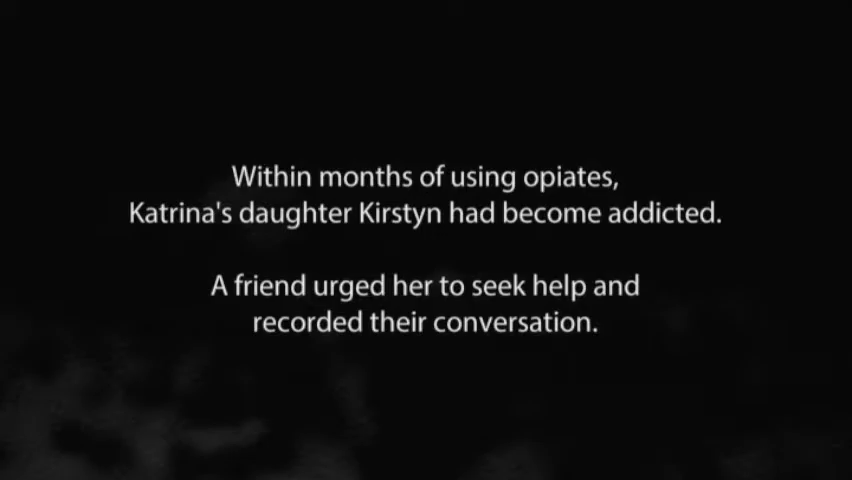 Within months of using opiates,
Katrina's daughter Kirstyn had become addicted.
A friend urged her to seek help and
recorded their conversation.